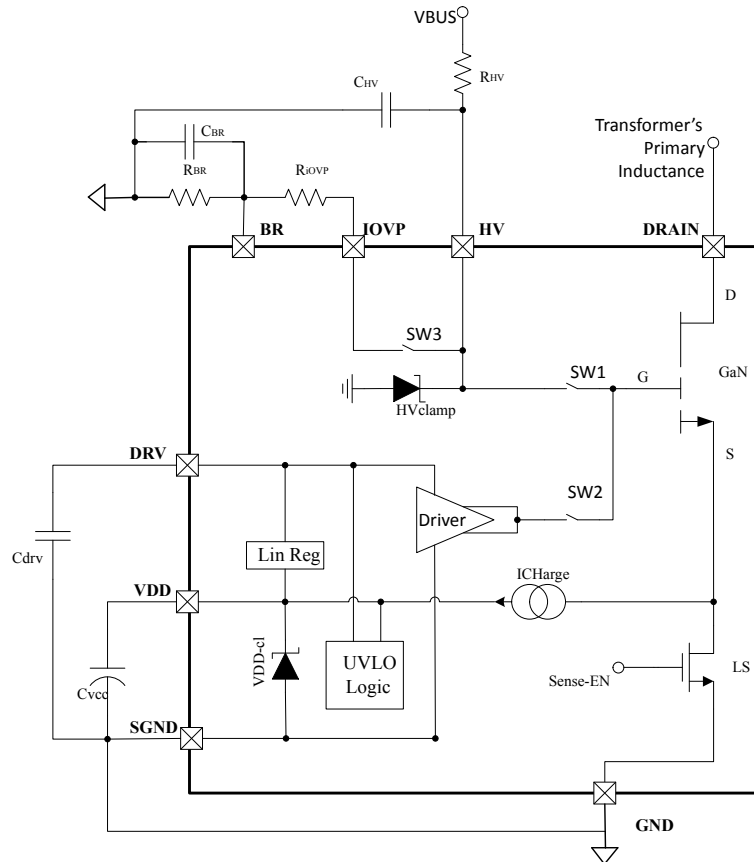 VBUS
RHV
CHV
CBR
RBR
RiOVP
Transformer's
Primary
Inductance
BR
IOVP
HV
DRAIN
D
SW3
SW1
G
GaN
HVclamp
S
DRV
SW2
Driver
Cdrv
Lin Reg
ICHarge
VDD
VDD-cl
UVLO
Logic
LS
Sense-EN
Cvcc
SGND
GND